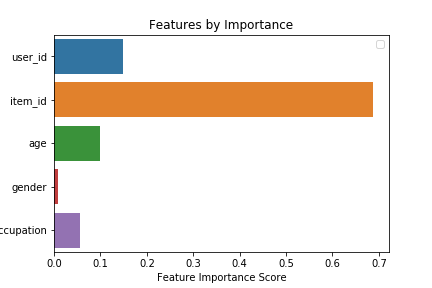 Features by Importance
user_id
item_id
age
gender
ccupation
0.0 0.1 0.2 0.3 0.4 0.5 0.6 0.7
Feature Importance Score